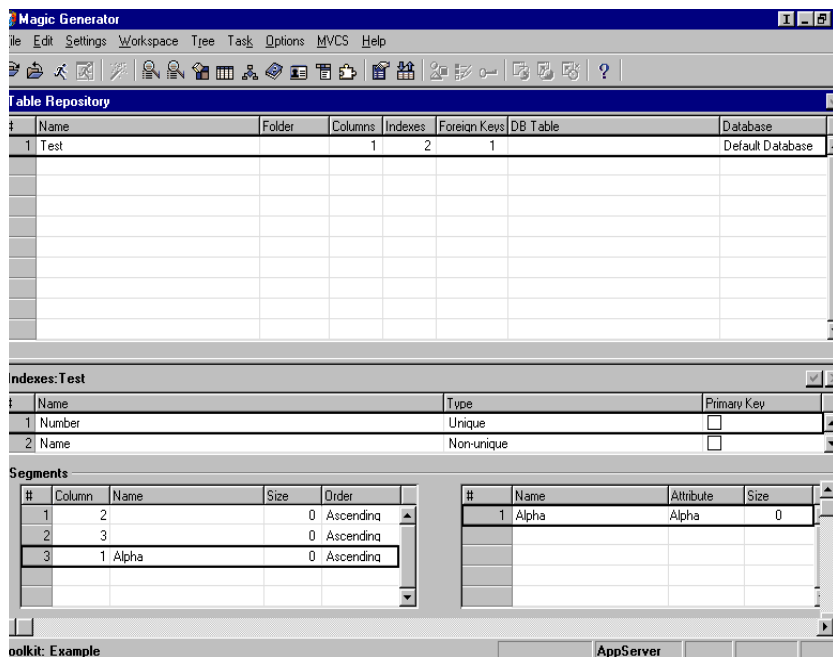 Magic Generator
ile Edit Settings Workspace Tree Task Options MVCS Help
Table Repository
# Name Folder Columns Indexes Foreign Keys DB Table Database
1 Test 1 2 1 Default Database
Indexes:Test
# Name Type Primary Key
1 Number Unique
2 Name Non-unique
Segments
# Column Name Size Order
1 2 0 Ascending
2 3 0 Ascending
3 1 Alpha 0 Ascending
# Name Attribute Size
1 Alpha Alpha 0
oolkit: Example AppServer